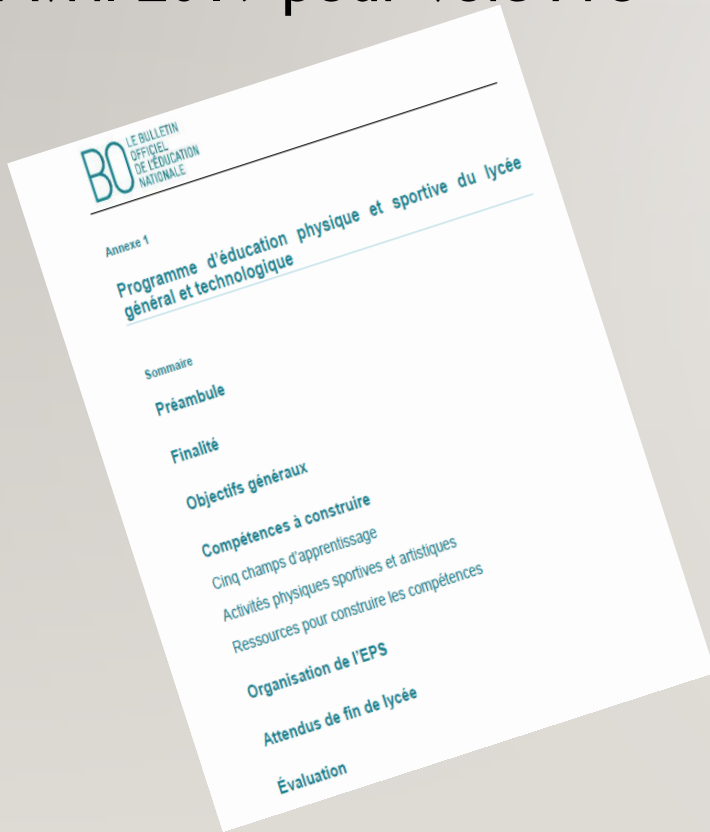 pour
LE BULLETIN
OFFICIEL
DE L'ÉDUCATION
NATIONALE
BO
Annexe 1
Programme d'éducation physique et sportive du lycée
général et technologique
Sommaire
Préambule
Finalité
Objectifs généraux
Compétences à construire
Cinq champs d'apprentissage
Activités physiques sportives et artistiques
Ressources pour construire les compétences
Organisation de l'EPS
Attendus de fin de lycée
Évaluation